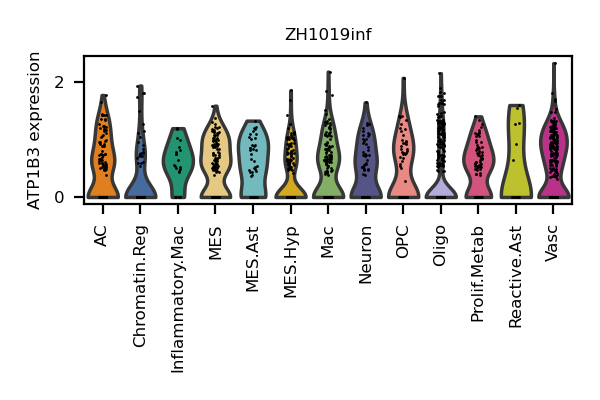 ZH1019inf
ATP1B3 expression
2
0
AC
Chromatin.Reg
Inflammatory.Mac
MES
MES.Ast
MES.Hyp
Mac
Neuron
OPC
Oligo
Prolif.Metab
Reactive.Ast
Vasc